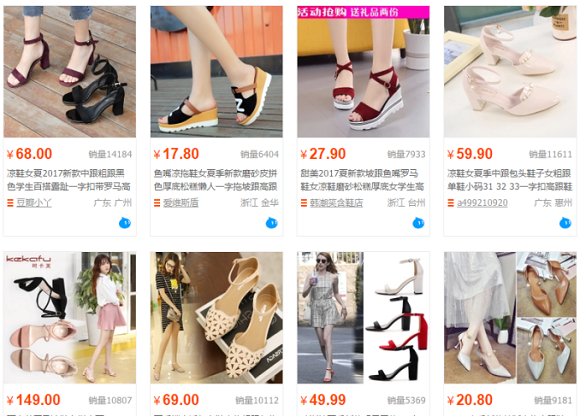 活动抢购 送礼品两份
¥68.00 销量14184
凉鞋女夏2017新款中跟粗跟黑
色学生百搭露趾一字扣带罗马高
豆瓣小丫 广东 广州
¥17.80 销量6404
鱼嘴凉拖鞋女夏季新款磨砂皮拼
色厚底松糕懒人一字拖坡跟高跟
爱维斯盾 浙江 金华
¥27.90 销量7933
甜美2017夏新款坡跟鱼嘴罗马
鞋女凉鞋磨砂松糕厚底女学生高
韩潮笑含鞋店 浙江 台州
¥59.90 销量11611
凉鞋女夏季中跟包头鞋子女粗跟
单鞋小码31 32 33一字扣高跟鞋
a499210920 广东 惠州
kekafu
¥149.00 销量10807
¥69.00 销量10112
¥49.99 销量5369
¥20.80 销量9181